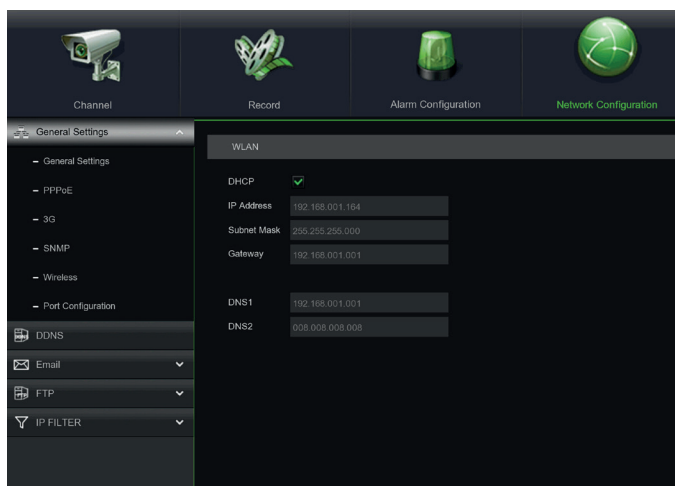 Channel
Record
Alarm Configuration
Network Configuration
General Settings
– General Settings
– PPPoE
– 3G
– SNMP
– Wireless
– Port Configuration
DDNS
Email
FTP
IP FILTER
WLAN
DHCP
IP Address 192.168.001.164
Subnet Mask 255.255.255.000
Gateway 192.168.001.001
DNS1 192.168.001.001
DNS2 008.008.008.008